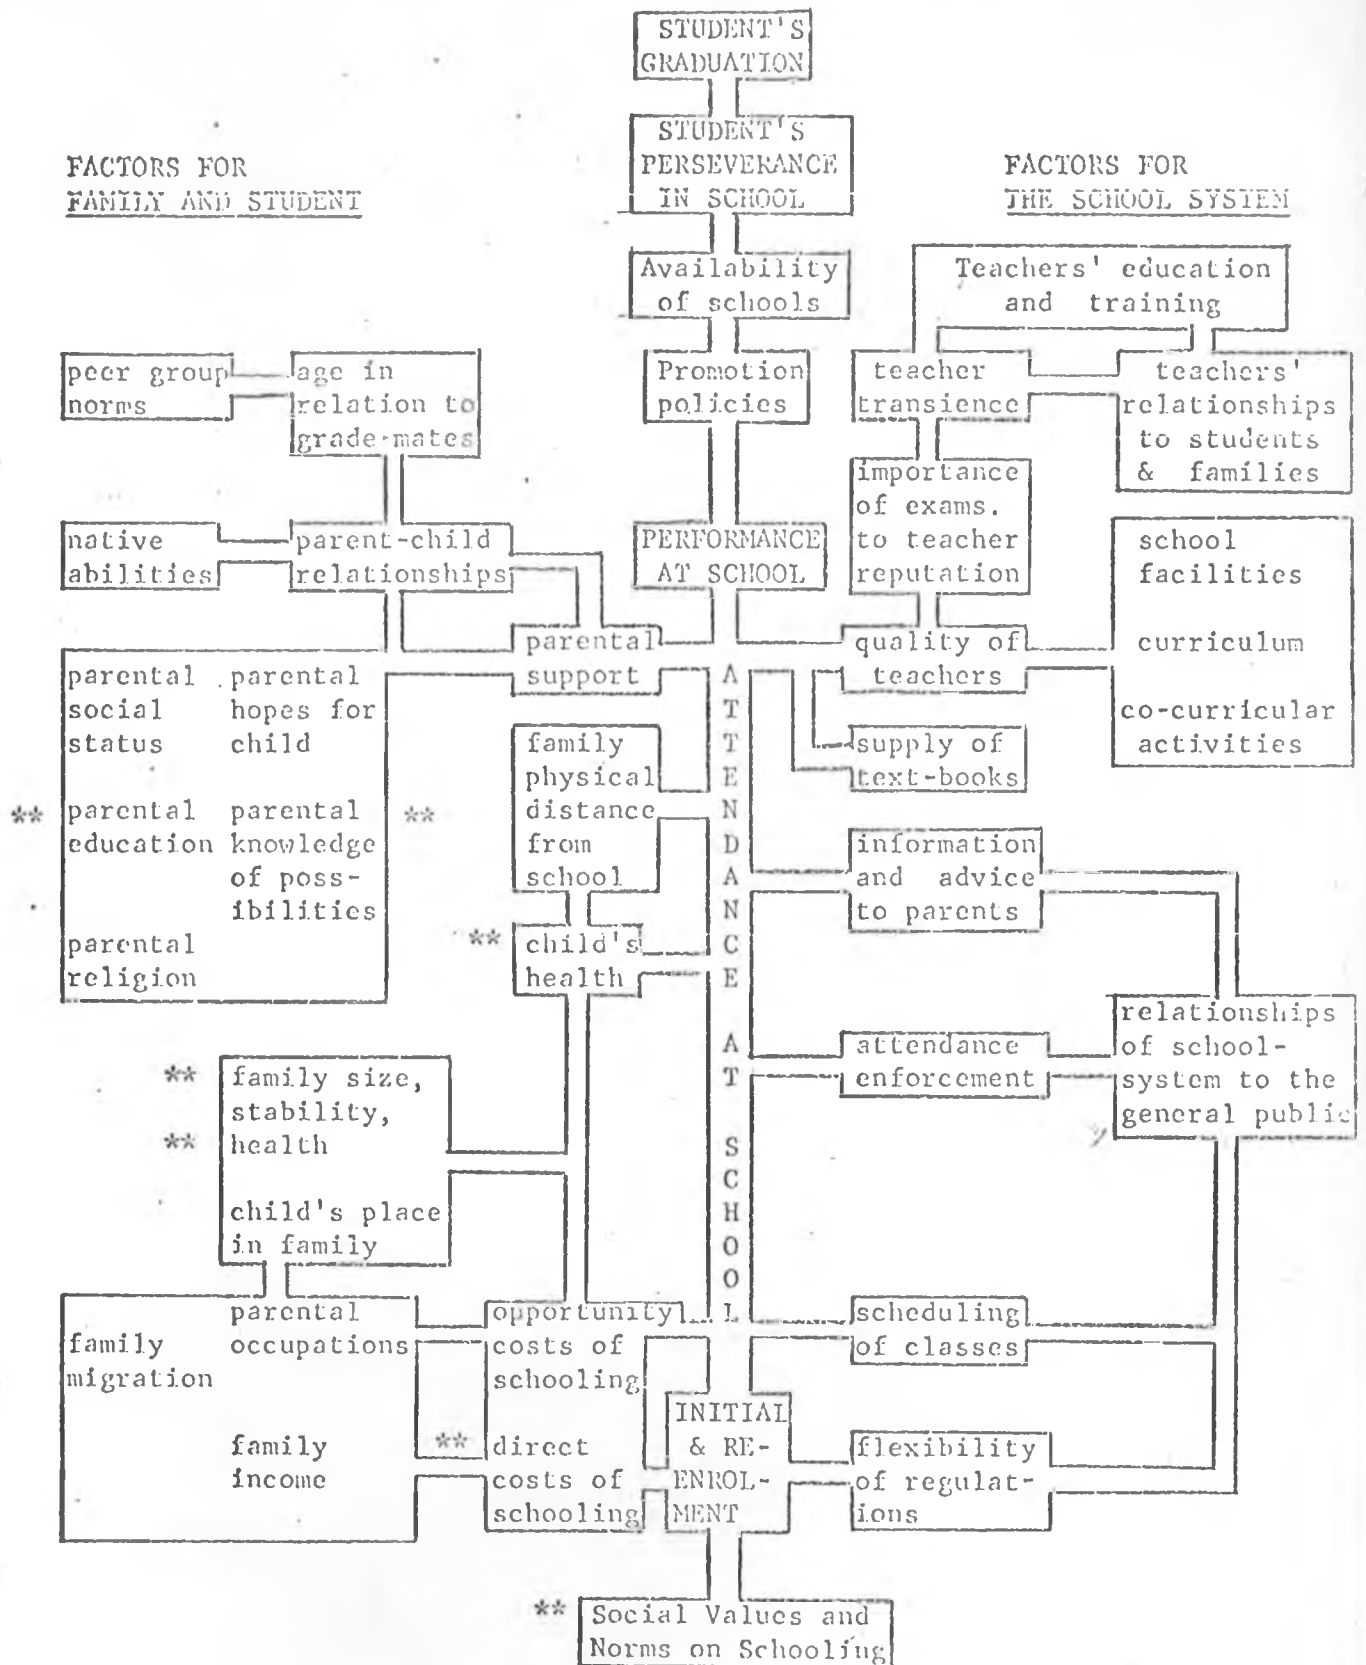 STUDENT'S
GRADUATION
STUDENT'S
PERSEVERANCE
IN SCHOOL
FACTORS FOR
FAMILY AND STUDENT
FACTORS FOR
THE SCHOOL SYSTEM
Availability
of schools
Teachers' education
and training
peer group
norms
age in
relation to
grade-mates
Promotion
policies
teacher
transience
teachers'
relationships
to students
& families
importance
of exams.
to teacher
reputation
native
abilities
parent-child
relationships
PERFORMANCE
AT SCHOOL
school
facilities
curriculum
co-curricular
activities
parental
support
quality of
teachers
parental
social
status
parental
hopes for
child
** parental
education
parental **
knowledge
of poss-
ibilities
parental
religion
family
physical
distance
from
school
supply of
text-books
ATTENDANCE AT SCHOOL
information
and advice
to parents
** child's
health
relationships
of school-
system to the
general public
attendance
enforcement
** family size,
stability,
** health
child's place
in family
parental
occupations
family
migration
family
income
opportunity
costs of
schooling
** direct
costs of
schooling
scheduling
of classes
INITIAL
& RE-
ENROL-
MENT
flexibility
of regulat-
ions
** Social Values and
Norms on Schooling